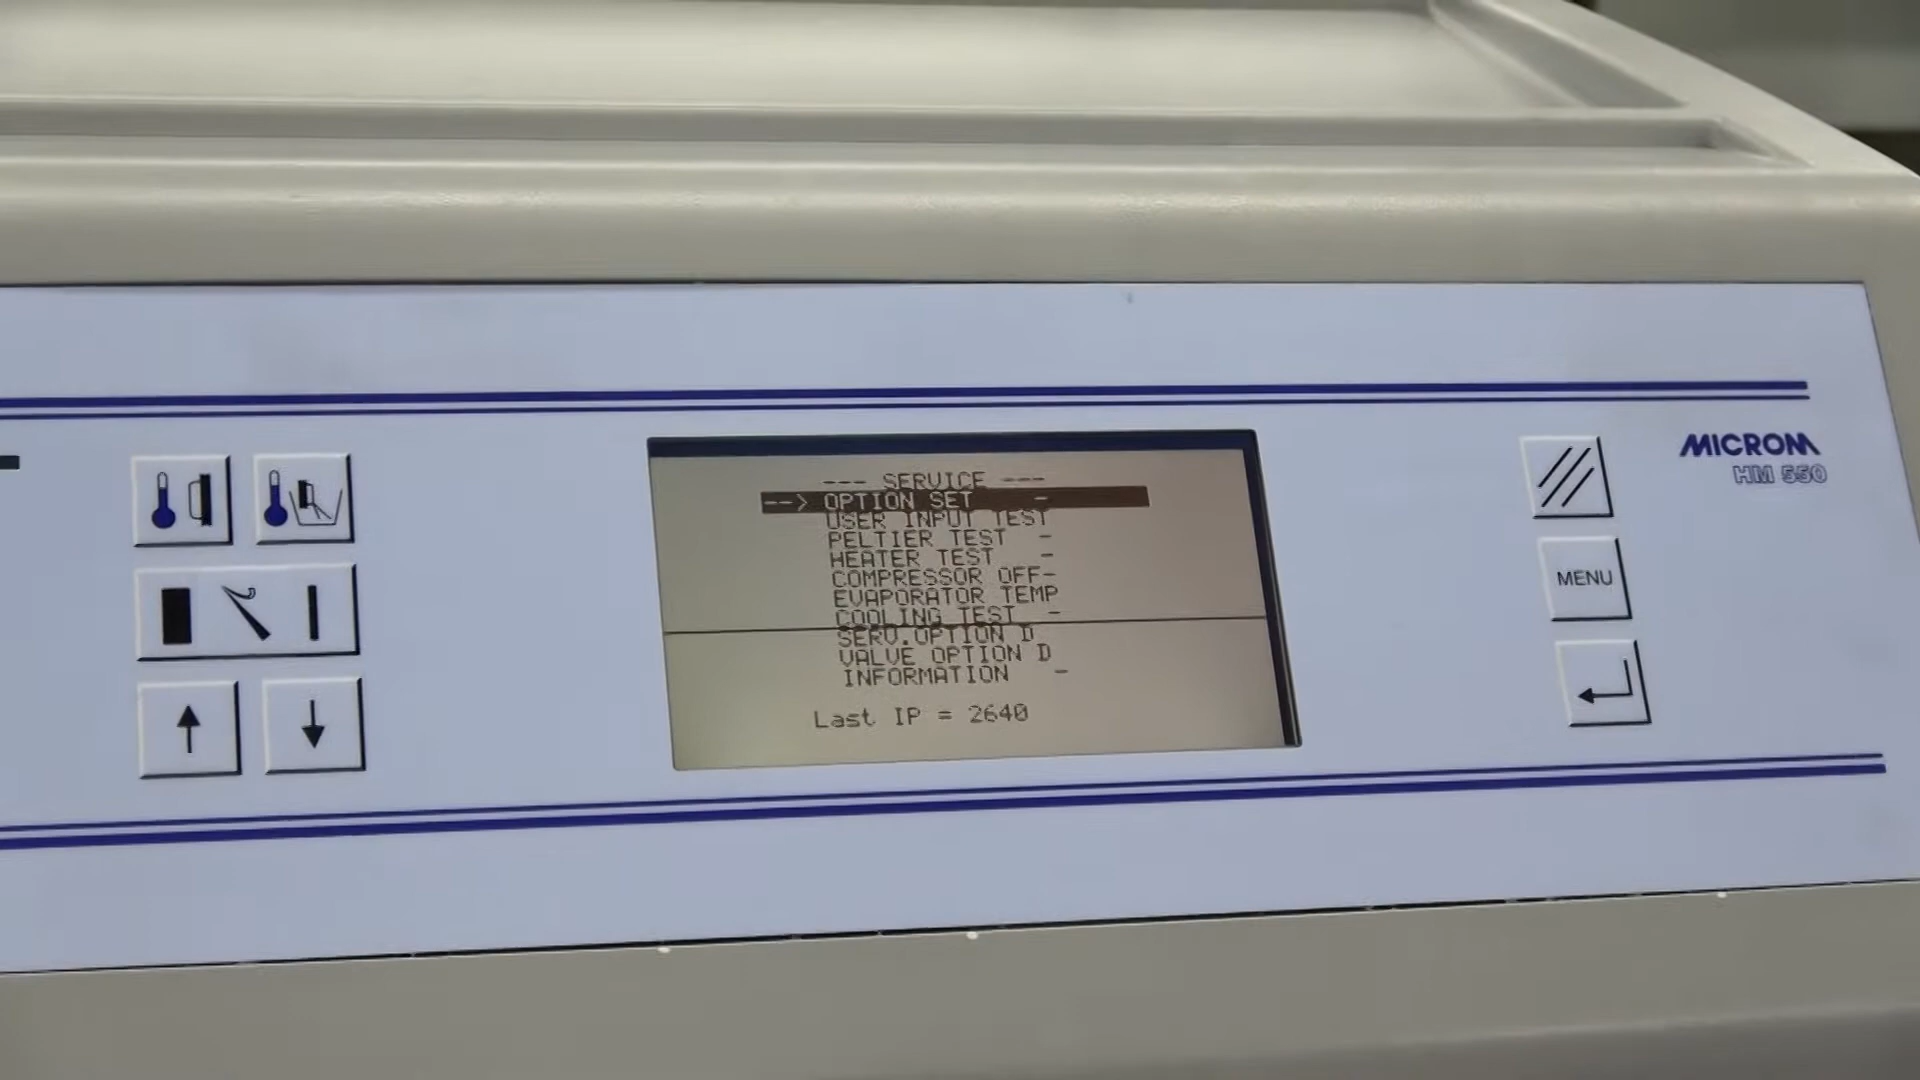 --- SERVICE ---
--> OPTION SET -
USER INPUT TEST
PELTIER TEST -
HEATER TEST -
COMPRESSOR OFF-
EVAPORATOR TEMP
COOLING TEST -
SERV.OPTION D
VALVE OPTION D
INFORMATION -
Last IP = 2640
MICROM
HM 550
MENU